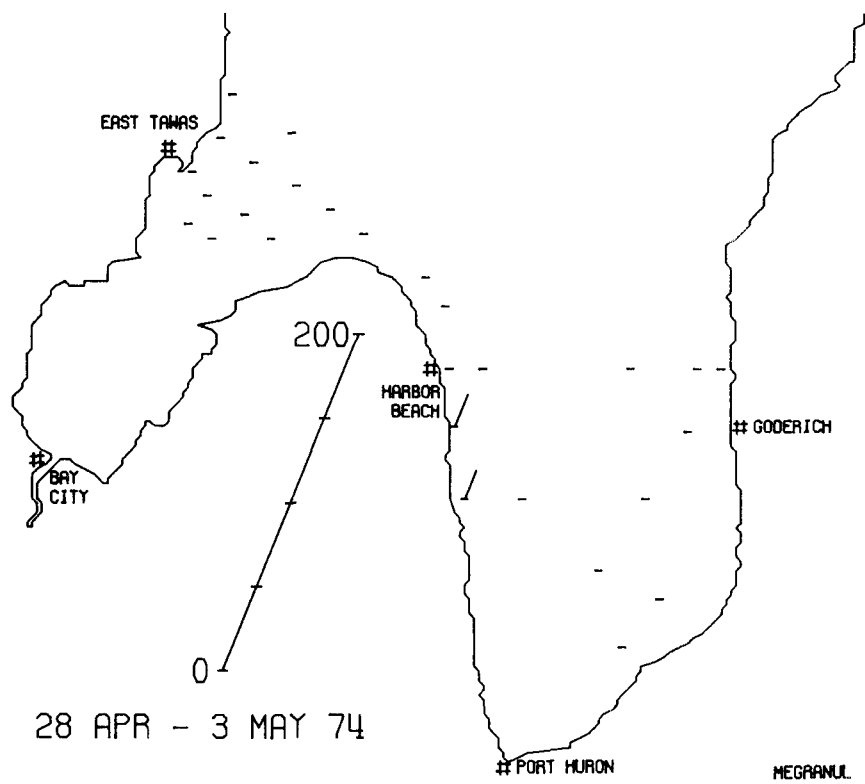 EAST TAWAS
#
200
#
HARBOR
BEACH
# GODERICH
#
BAY
CITY
0
28 APR - 3 MAY 74
# PORT HURON
MEGRANUL